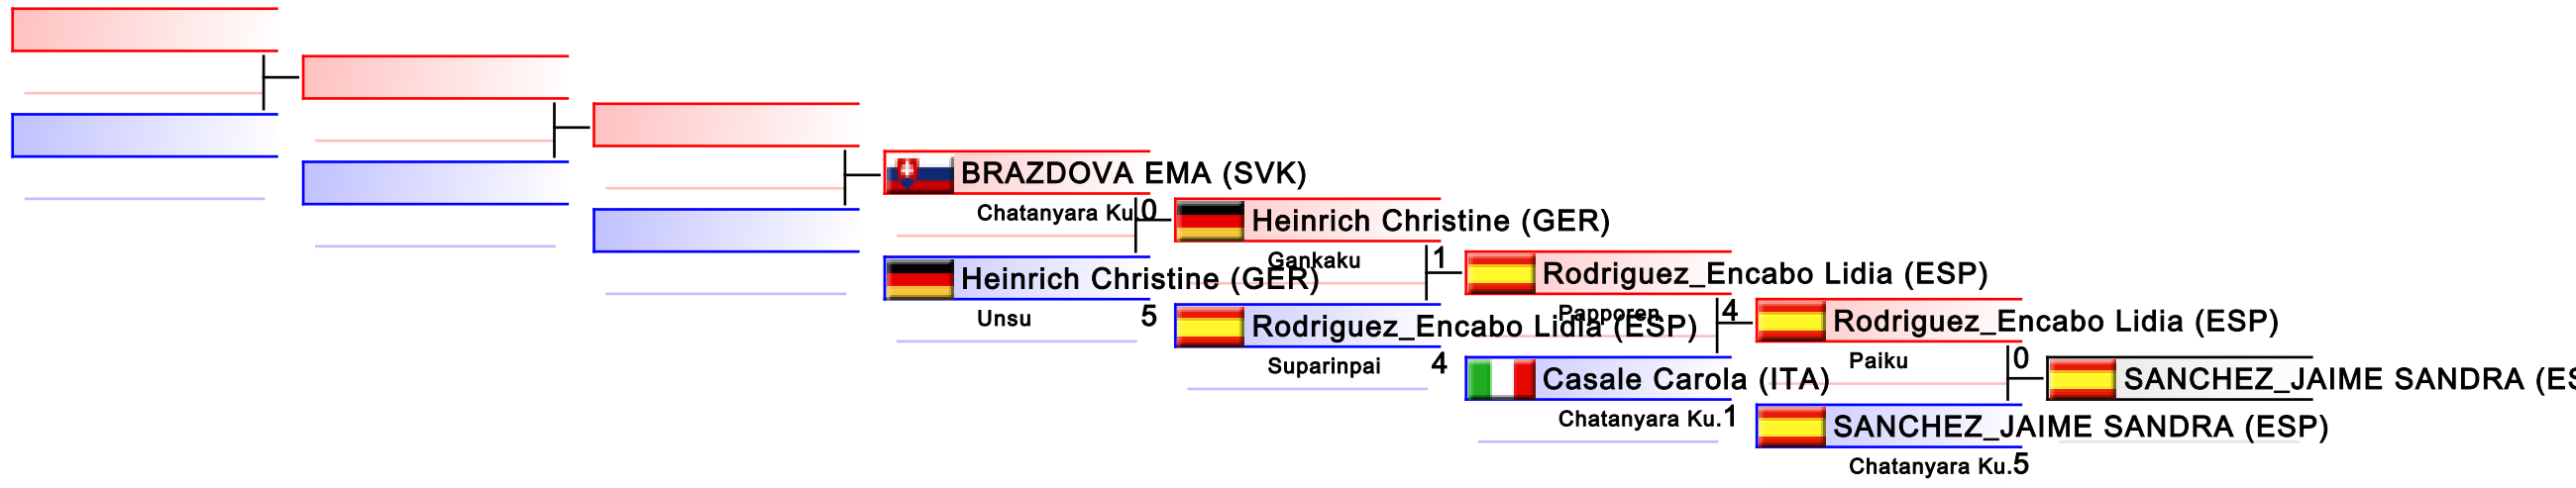 BRAZDOVA EMA (SVK)
Chatanyara Ku. 0
Heinrich Christine (GER)
Unsu 5
Heinrich Christine (GER)
Gankaku 1
Rodriguez_Encabo Lidia (ESP)
Suparinpai 4
Rodriguez_Encabo Lidia (ESP)
Papporen 4
Casale Carola (ITA)
Chatanyara Ku. 1
Rodriguez_Encabo Lidia (ESP)
Paiku 0
SANCHEZ_JAIME SANDRA (ESP)
Chatanyara Ku. 5
SANCHEZ_JAIME SANDRA (ES